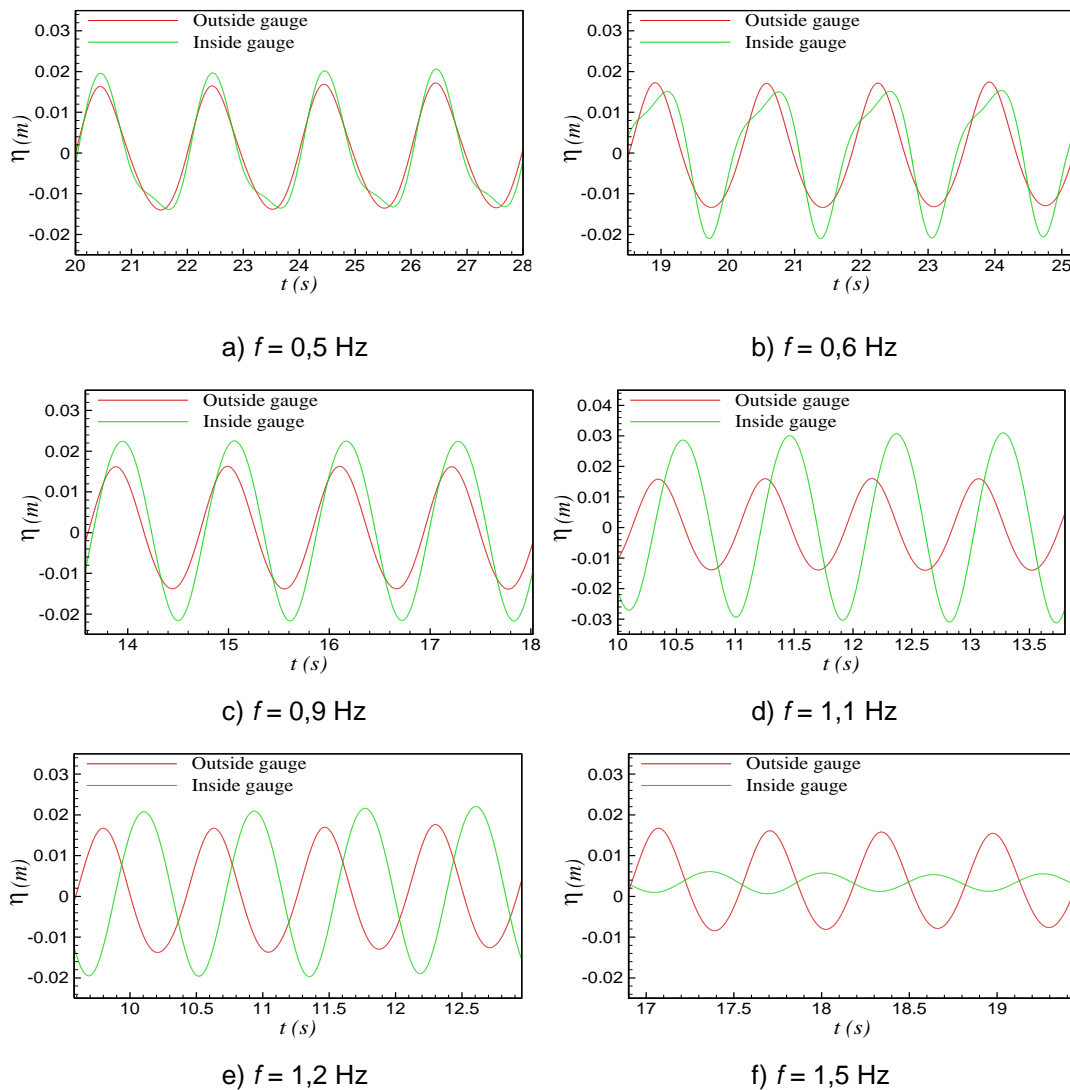 Outside gauge
Inside gauge
η (m)
0.03
0.02
0.01
0
-0.01
-0.02
20 21 22 23 24 25 26 27 28
t (s)
a) f = 0,5 Hz
Outside gauge
Inside gauge
η (m)
0.03
0.02
0.01
0
-0.01
-0.02
19 20 21 22 23 24 25
t (s)
b) f = 0,6 Hz
Outside gauge
Inside gauge
η (m)
0.03
0.02
0.01
0
-0.01
-0.02
14 15 16 17 18
t (s)
c) f = 0,9 Hz
Outside gauge
Inside gauge
η (m)
0.04
0.03
0.02
0.01
0
-0.01
-0.02
-0.03
10 10.5 11 11.5 12 12.5 13 13.5
t (s)
d) f = 1,1 Hz
Outside gauge
Inside gauge
η (m)
0.03
0.02
0.01
0
-0.01
-0.02
10 10.5 11 11.5 12 12.5
t (s)
e) f = 1,2 Hz
Outside gauge
Inside gauge
η (m)
0.03
0.02
0.01
0
-0.01
-0.02
17 17.5 18 18.5 19
t (s)
f) f = 1,5 Hz